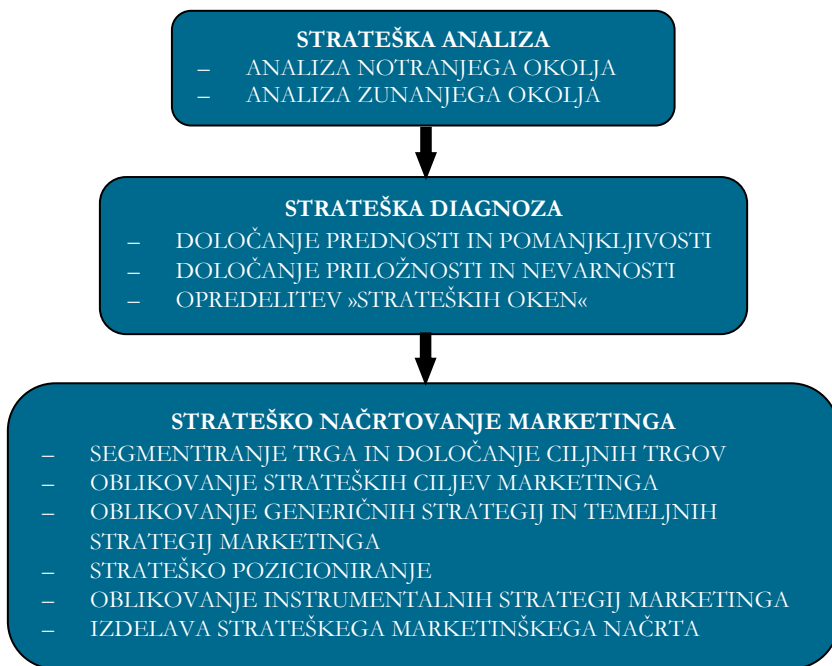 STRATEŠKA ANALIZA
– ANALIZA NOTRANJEGA OKOLJA
– ANALIZA ZUNANJEGA OKOLJA
STRATEŠKA DIAGNOZA
– DOLOČANJE PREDNOSTI IN POMANJKLJIVOSTI
– DOLOČANJE PRILOŽNOSTI IN NEVARNOSTI
– OPREDELITEV »STRATEŠKIH OKEN«
STRATEŠKO NAČRTOVANJE MARKETINGA
– SEGMENTIRANJE TRGA IN DOLOČANJE CILJNIH TRGOV
– OBLIKOVANJE STRATEŠKIH CILJEV MARKETINGA
– OBLIKOVANJE GENERIČNIH STRATEGIJ IN TEMELJNIH
STRATEGIJ MARKETINGA
– STRATEŠKO POZICIONIRANJE
– OBLIKOVANJE INSTRUMENTALNIH STRATEGIJ MARKETINGA
– IZDELAVA STRATEŠKEGA MARKETINŠKEGA NAČRTA